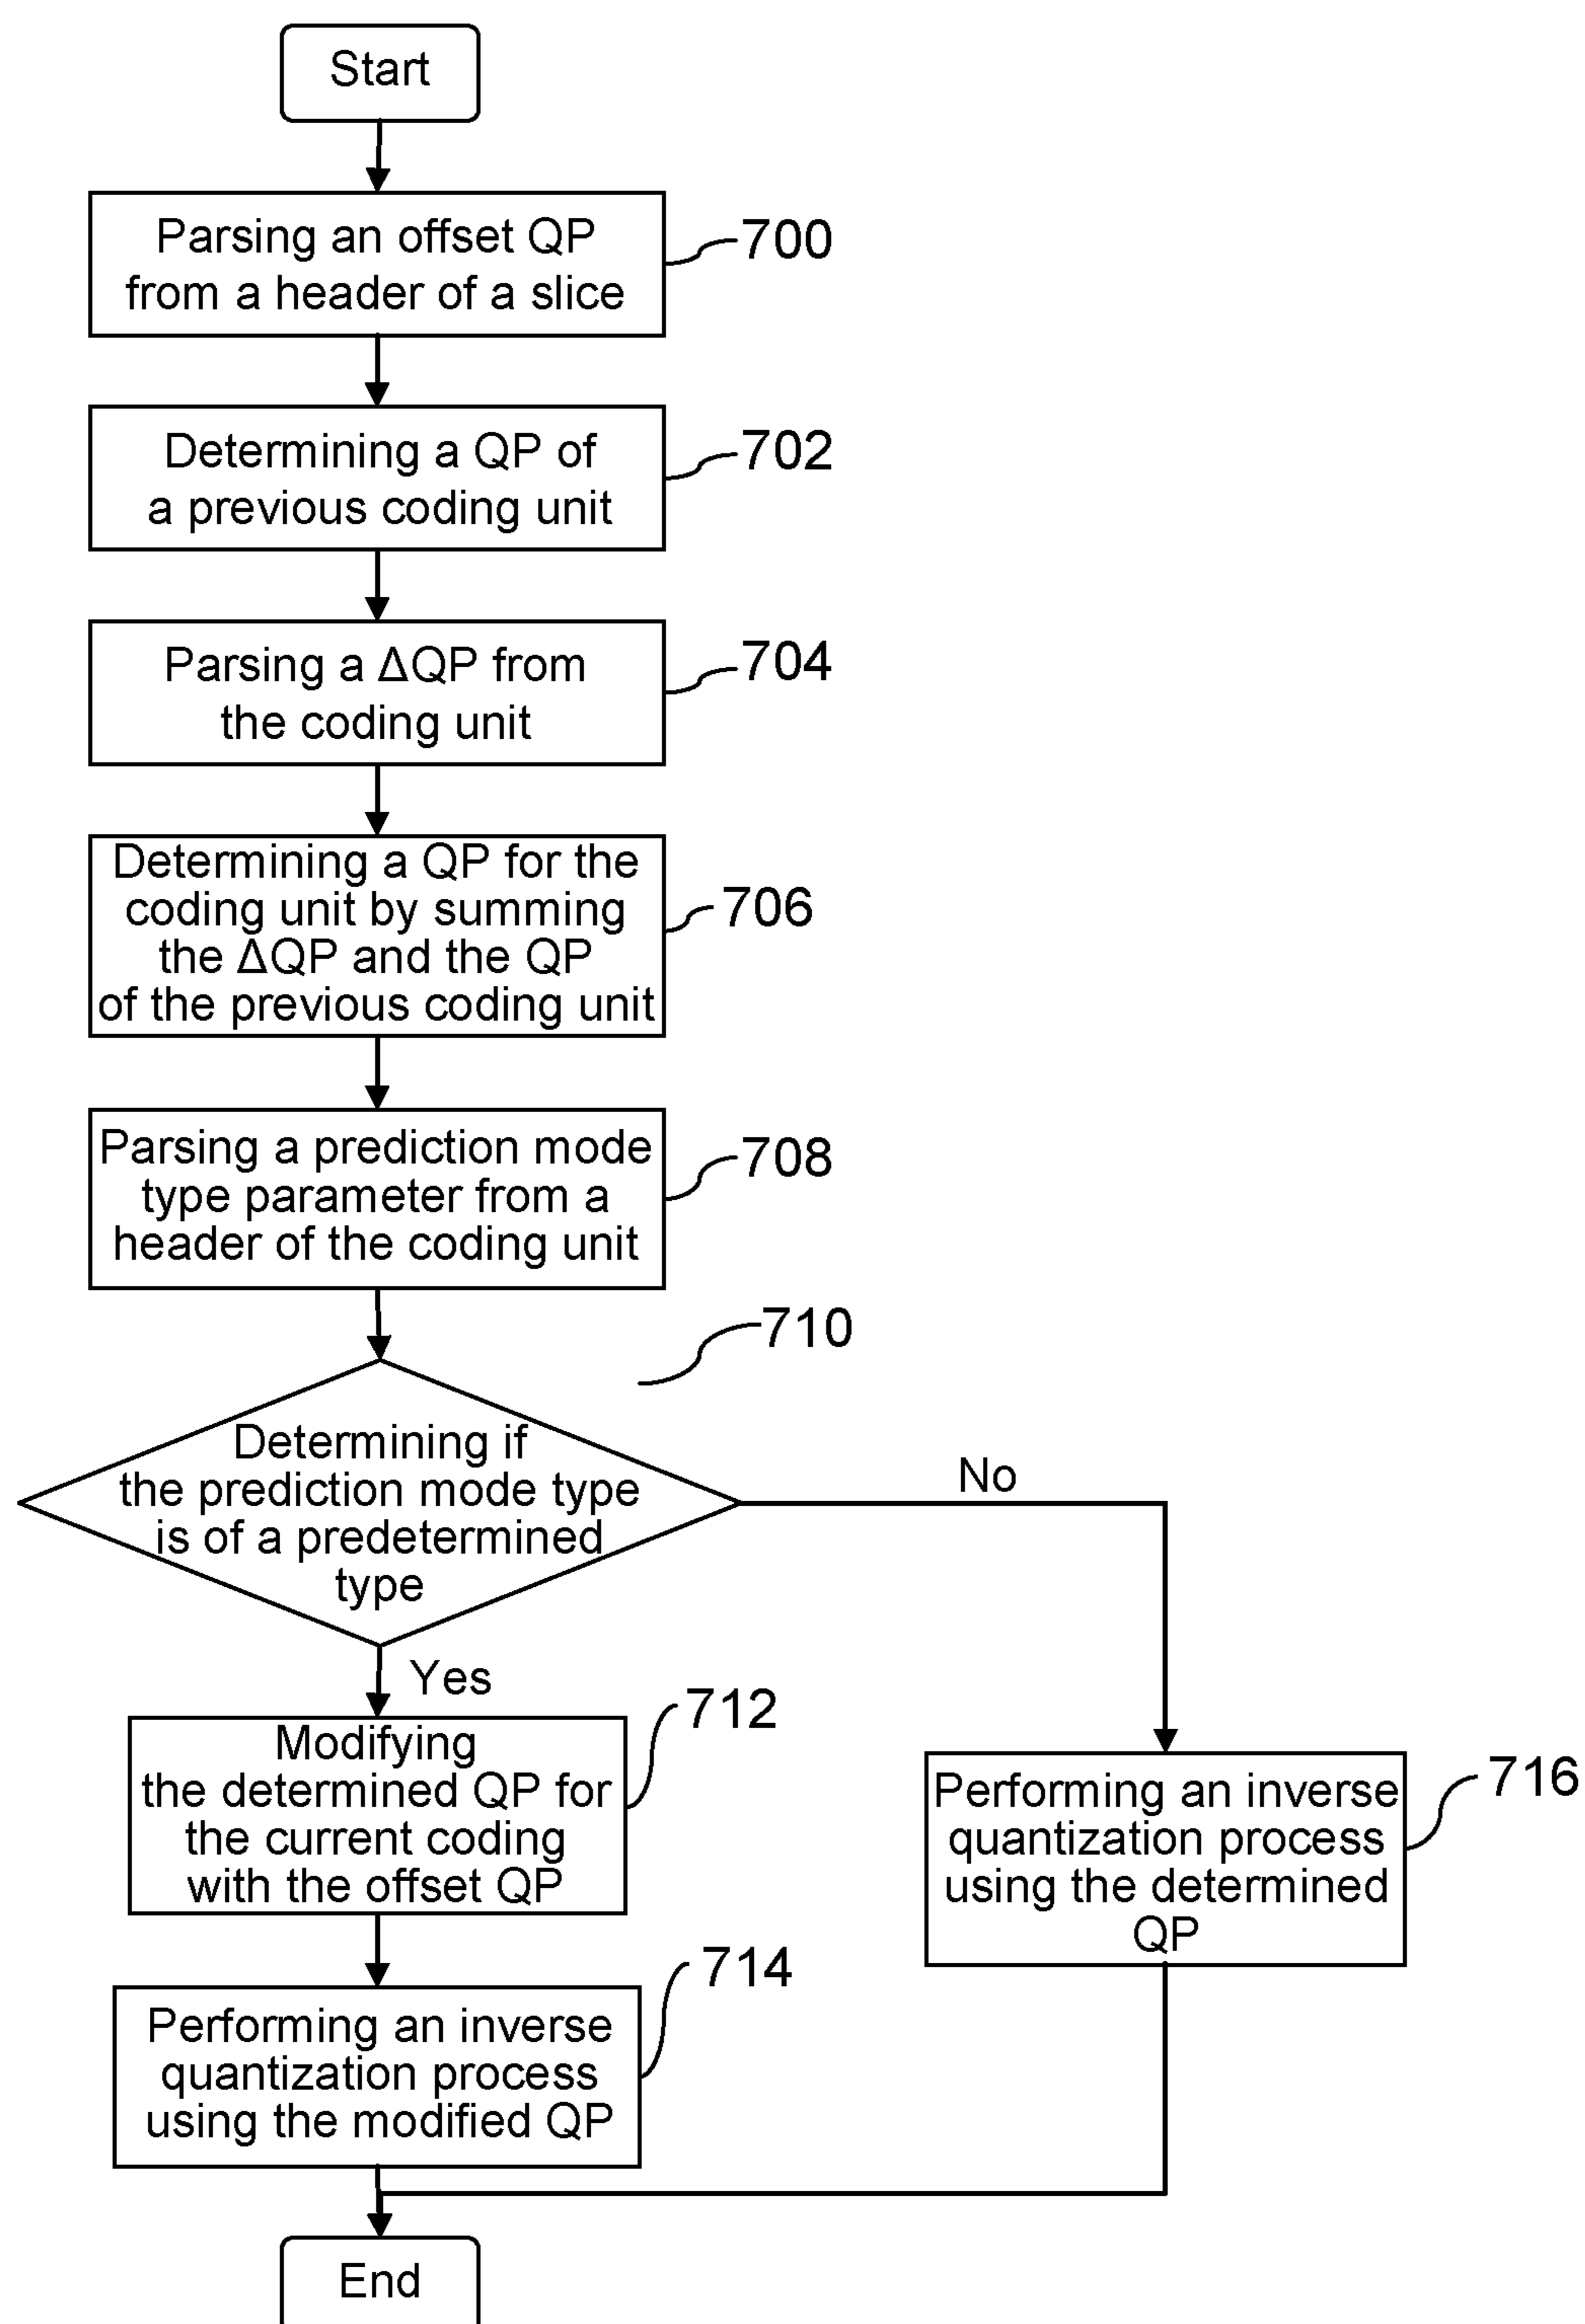 Start
Parsing an offset QP
from a header of a slice
700
Determining a QP of
a previous coding unit
702
Parsing a ΔQP from
the coding unit
704
Determining a QP for the
coding unit by summing
the ΔQP and the QP
of the previous coding unit
706
Parsing a prediction mode
type parameter from a
header of the coding unit
708
710
Determining if
the prediction mode type
is of a predetermined
type
No
Yes
Modifying
the determined QP for
the current coding
with the offset QP
712
Performing an inverse
quantization process
using the determined
QP
716
Performing an inverse
quantization process
using the modified QP
714
End